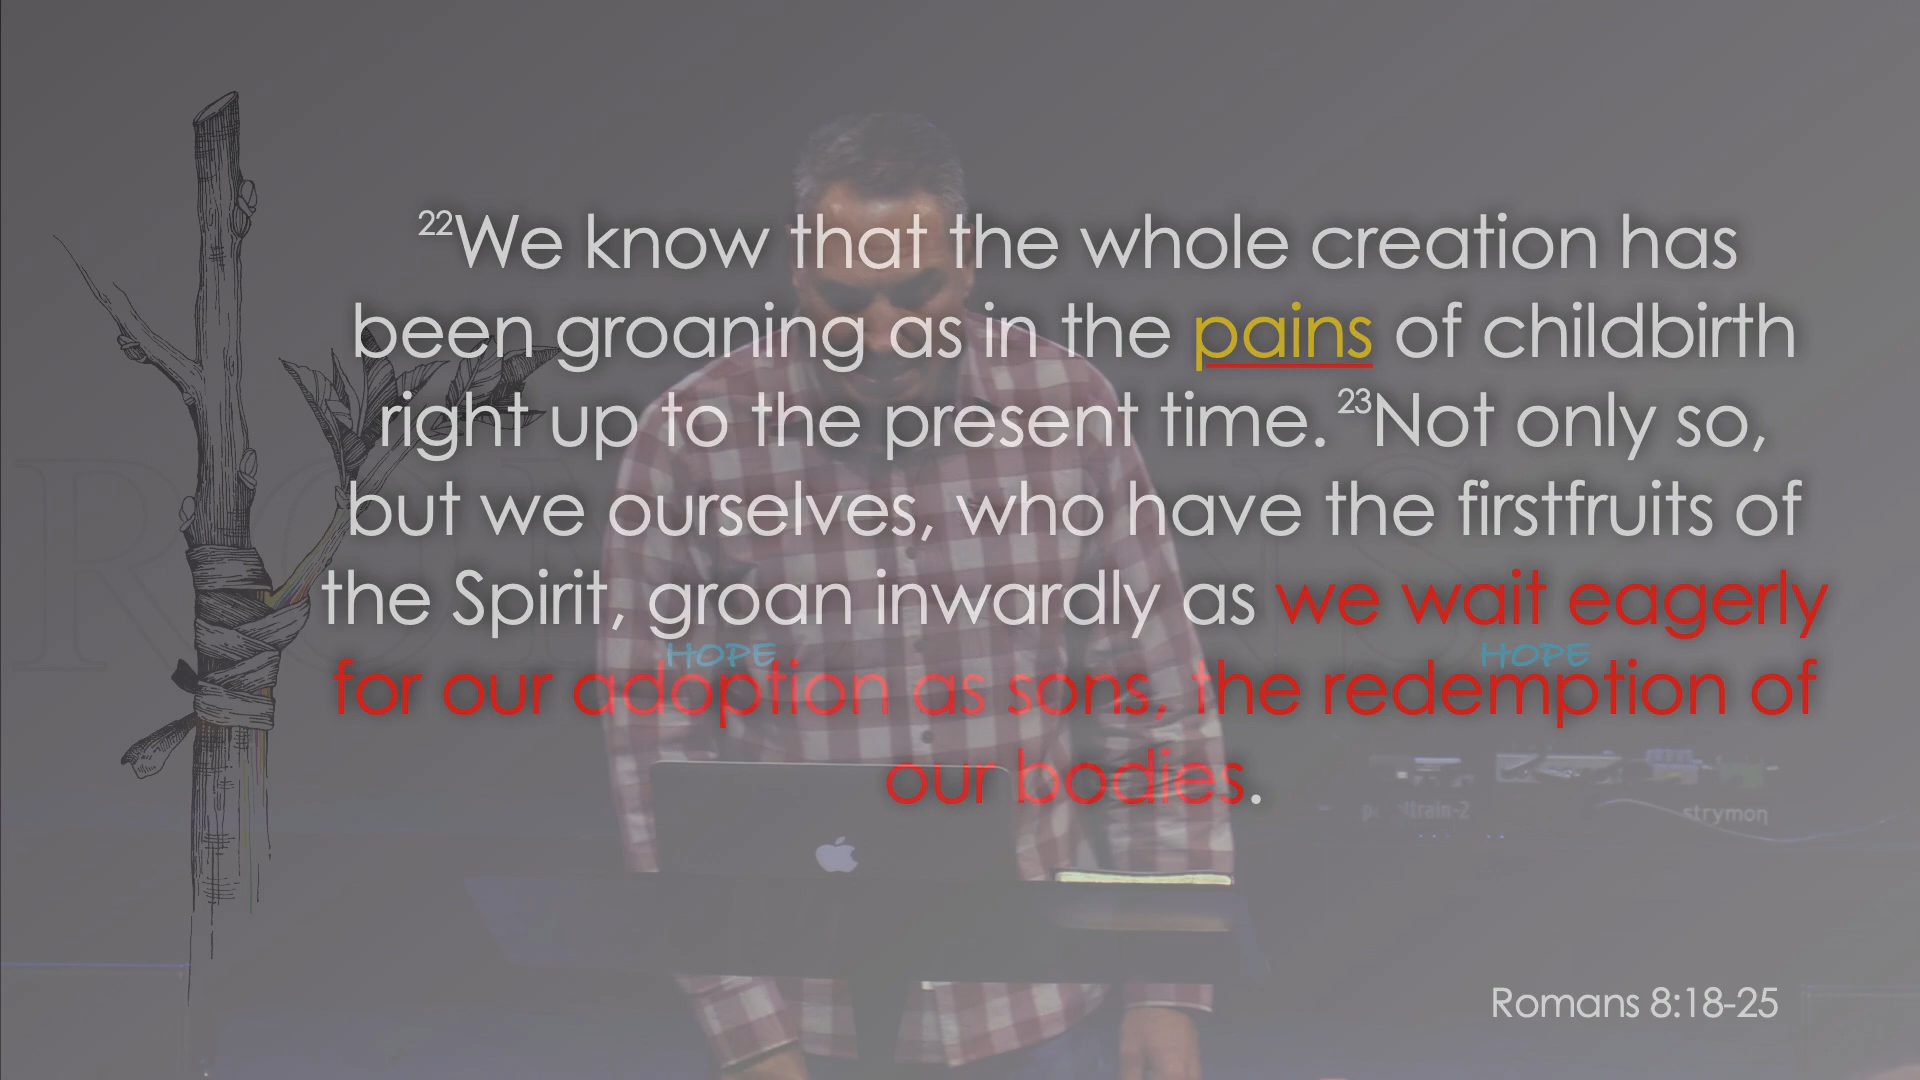 ²²We know that the whole creation has
been groaning as in the pains of childbirth
right up to the present time. ²³Not only so,
but we ourselves, who have the firstfruits of
the Spirit, groan inwardly as we wait eagerly
HOPE HOPE
for our adoption as sons, the redemption of
our bodies.
strymon
Romans 8:18-25
ROMANS